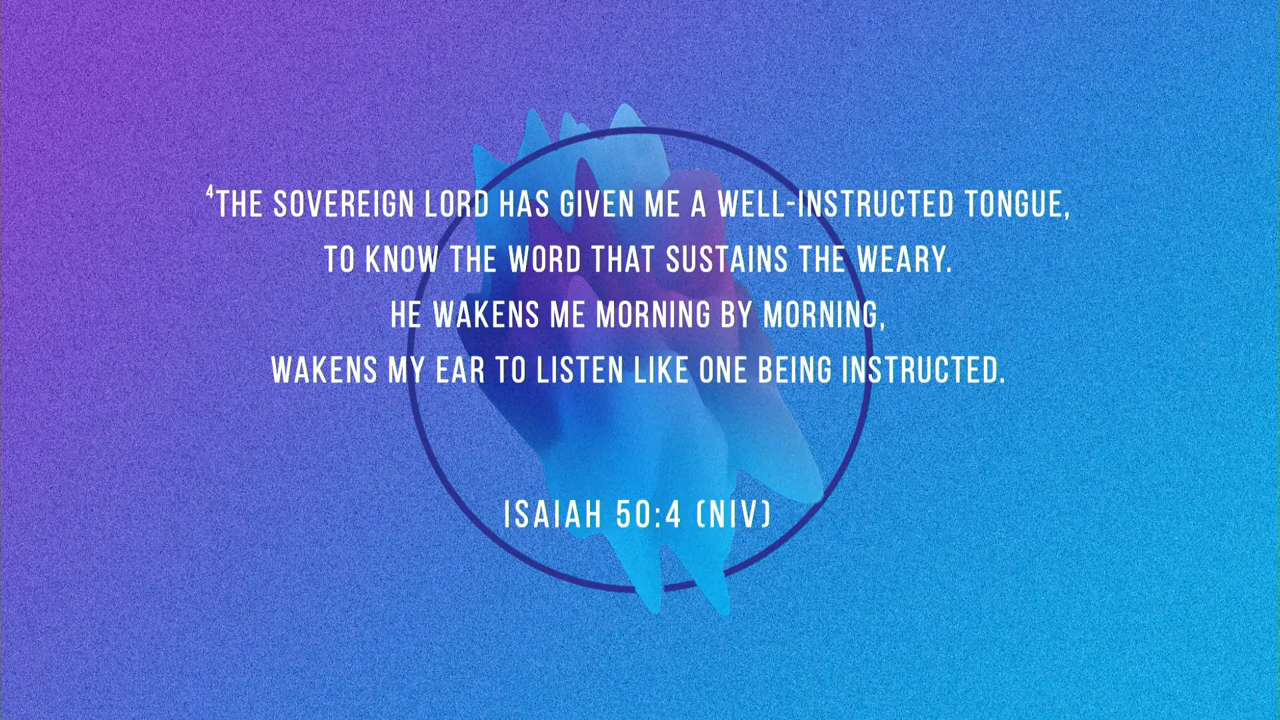 ⁴THE SOVEREIGN LORD HAS GIVEN ME A WELL-INSTRUCTED TONGUE,
TO KNOW THE WORD THAT SUSTAINS THE WEARY.
HE WAKENS ME MORNING BY MORNING,
WAKENS MY EAR TO LISTEN LIKE ONE BEING INSTRUCTED.
ISAIAH 50:4 (NIV)